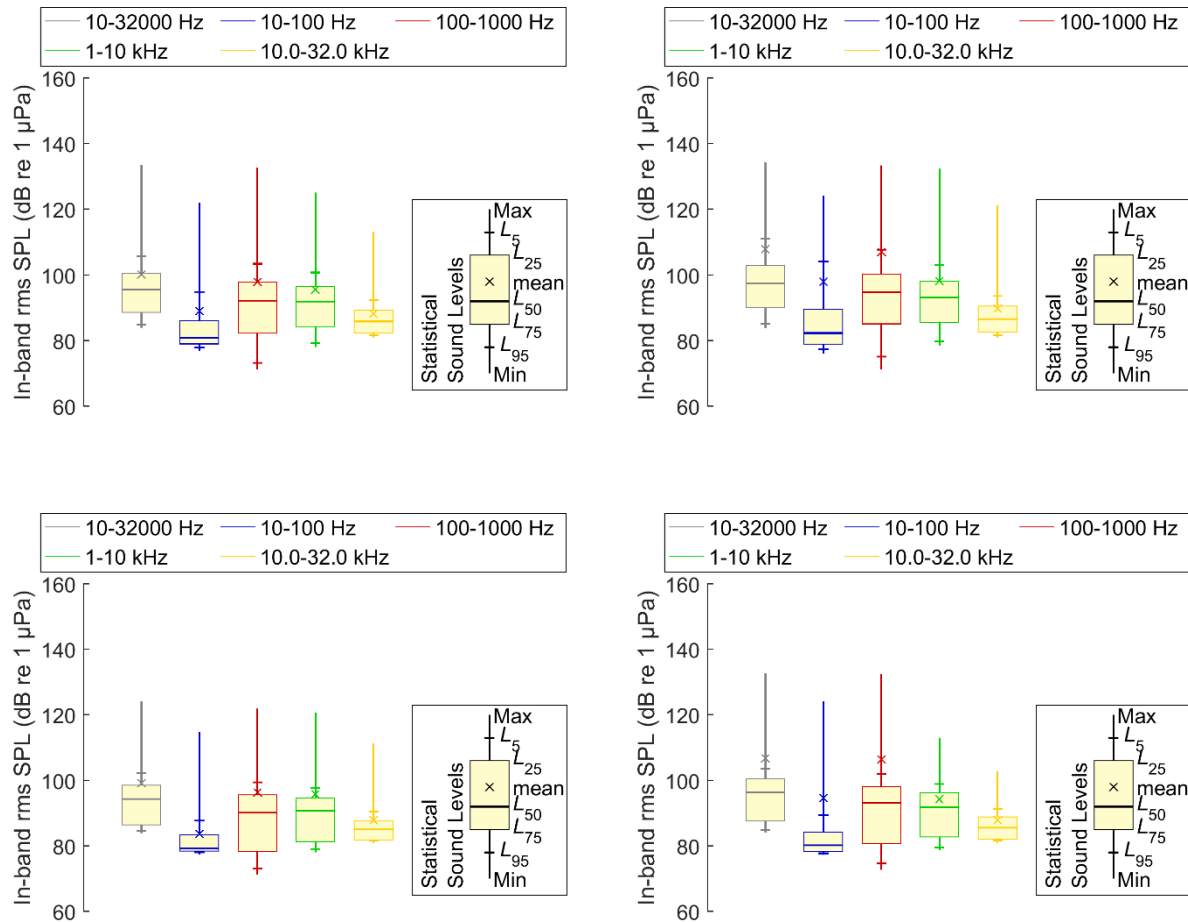 10-32000 Hz 10-100 Hz 100-1000 Hz
1-10 kHz 10.0-32.0 kHz
In-band rms SPL (dB re 1 µPa)
160
140
120
100
80
60
Statistical
Sound Levels
Max
L5
L25
mean
L50
L75
L95
Min
10-32000 Hz 10-100 Hz 100-1000 Hz
1-10 kHz 10.0-32.0 kHz
In-band rms SPL (dB re 1 µPa)
160
140
120
100
80
60
Statistical
Sound Levels
Max
L5
L25
mean
L50
L75
L95
Min
10-32000 Hz 10-100 Hz 100-1000 Hz
1-10 kHz 10.0-32.0 kHz
In-band rms SPL (dB re 1 µPa)
160
140
120
100
80
60
Statistical
Sound Levels
Max
L5
L25
mean
L50
L75
L95
Min
10-32000 Hz 10-100 Hz 100-1000 Hz
1-10 kHz 10.0-32.0 kHz
In-band rms SPL (dB re 1 µPa)
160
140
120
100
80
60
Statistical
Sound Levels
Max
L5
L25
mean
L50
L75
L95
Min